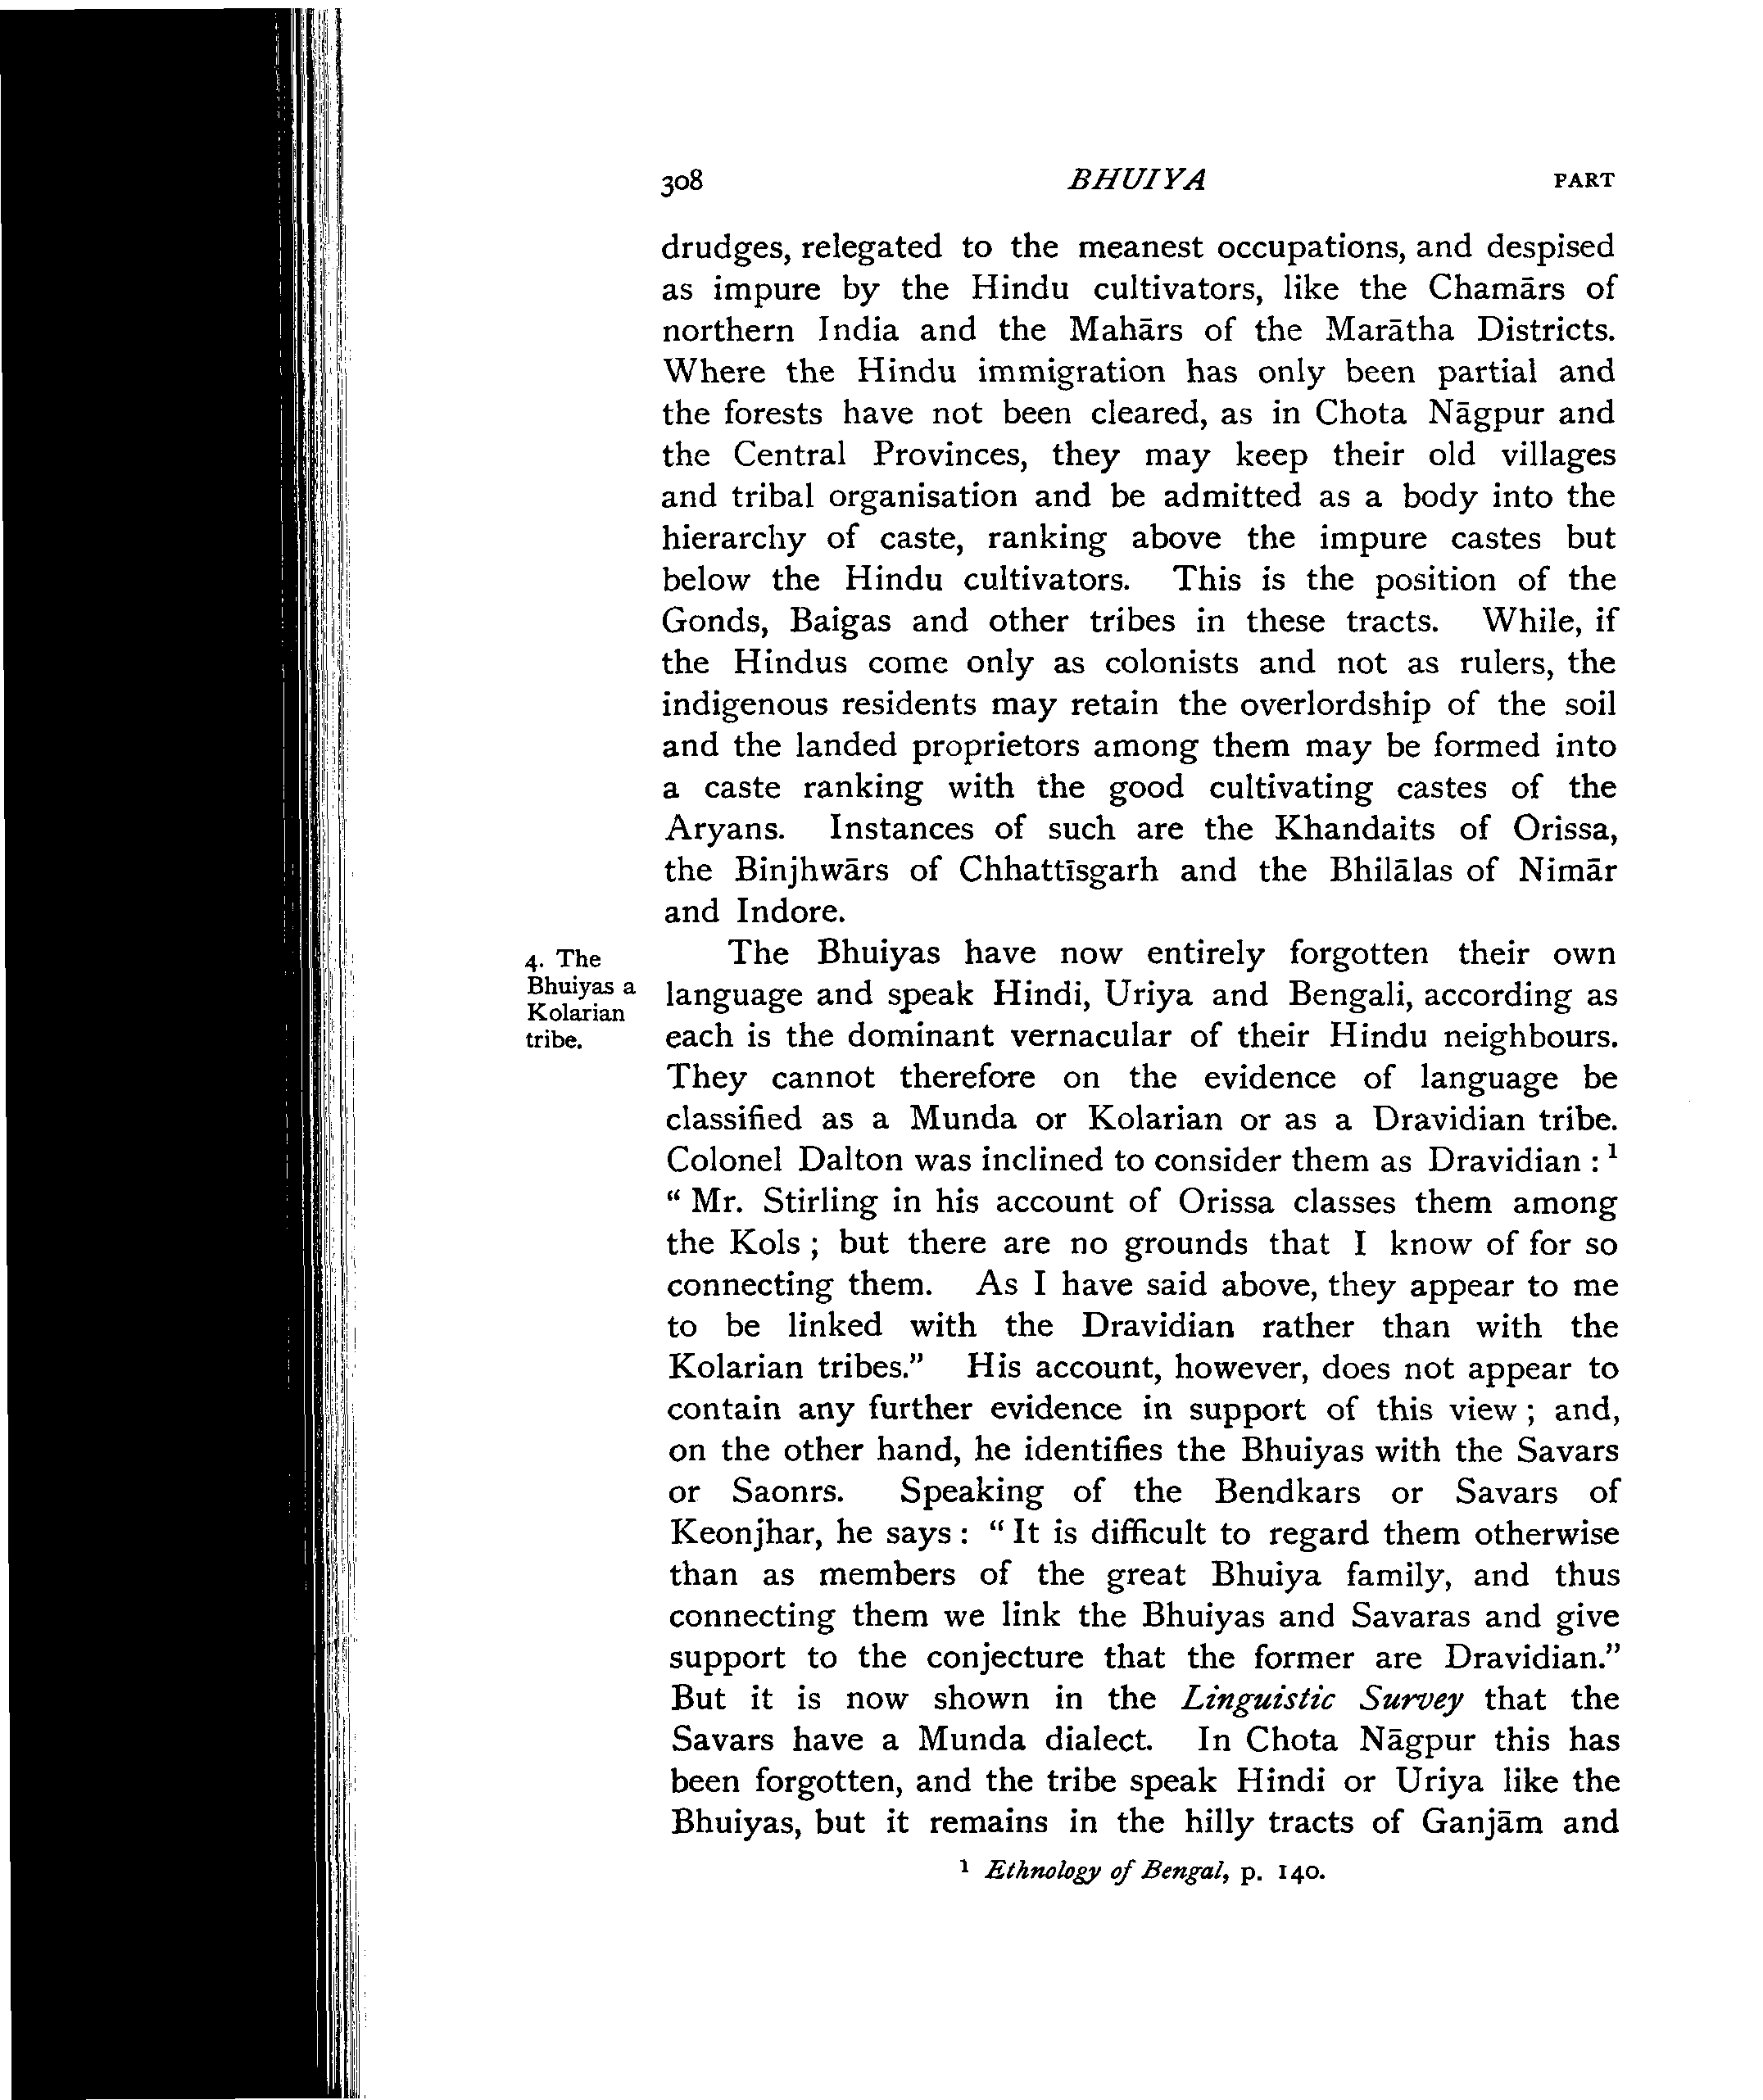 308 BHUIYA PART
drudges, relegated to the meanest occupations, and despised
as impure by the Hindu cultivators, like the Chamārs of
northern India and the Mahārs of the Marātha Districts.
Where the Hindu immigration has only been partial and
the forests have not been cleared, as in Chota Nāgpur and
the Central Provinces, they may keep their old villages
and tribal organisation and be admitted as a body into the
hierarchy of caste, ranking above the impure castes but
below the Hindu cultivators. This is the position of the
Gonds, Baigas and other tribes in these tracts. While, if
the Hindus come only as colonists and not as rulers, the
indigenous residents may retain the overlordship of the soil
and the landed proprietors among them may be formed into
a caste ranking with the good cultivating castes of the
Aryans. Instances of such are the Khandaits of Orissa,
the Binjhwārs of Chhattīsgarh and the Bhilālas of Nimār
and Indore.
4. The
Bhuiyas a
Kolarian
tribe.
The Bhuiyas have now entirely forgotten their own
language and speak Hindi, Uriya and Bengali, according as
each is the dominant vernacular of their Hindu neighbours.
They cannot therefore on the evidence of language be
classified as a Munda or Kolarian or as a Dravidian tribe.
Colonel Dalton was inclined to consider them as Dravidian : ¹
" Mr. Stirling in his account of Orissa classes them among
the Kols ; but there are no grounds that I know of for so
connecting them. As I have said above, they appear to me
to be linked with the Dravidian rather than with the
Kolarian tribes." His account, however, does not appear to
contain any further evidence in support of this view ; and,
on the other hand, he identifies the Bhuiyas with the Savars
or Saonrs. Speaking of the Bendkars or Savars of
Keonjhar, he says : " It is difficult to regard them otherwise
than as members of the great Bhuiya family, and thus
connecting them we link the Bhuiyas and Savaras and give
support to the conjecture that the former are Dravidian."
But it is now shown in the Linguistic Survey that the
Savars have a Munda dialect. In Chota Nāgpur this has
been forgotten, and the tribe speak Hindi or Uriya like the
Bhuiyas, but it remains in the hilly tracts of Ganjām and
¹ Ethnology of Bengal, p. 140.